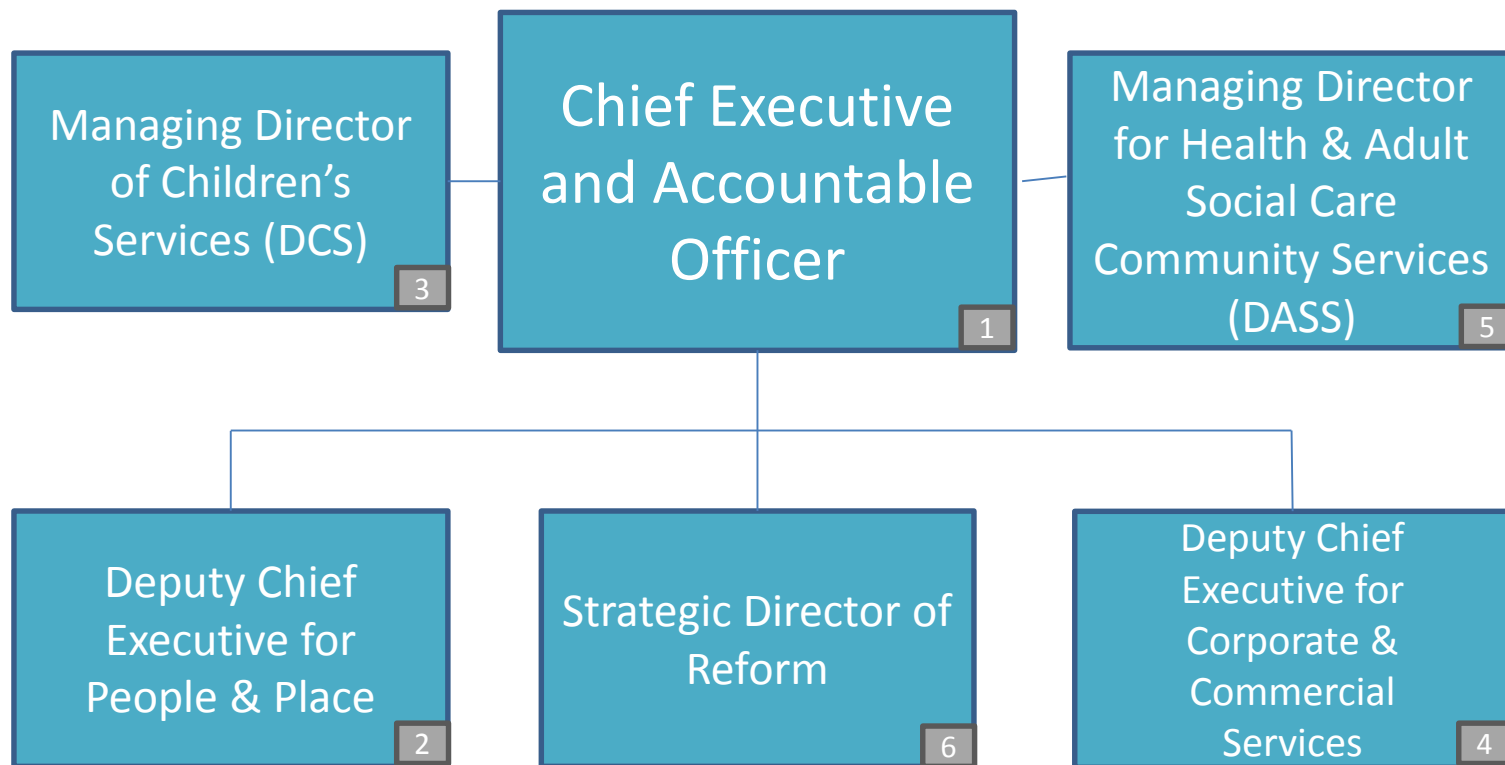 Managing Director
of Children’s
Services (DCS)
3
Chief Executive
and Accountable
Officer
1
Managing Director
for Health & Adult
Social Care
Community Services
(DASS)
5
Deputy Chief
Executive for
People & Place
2
Strategic Director of
Reform
6
Deputy Chief
Executive for
Corporate &
Commercial
Services
4